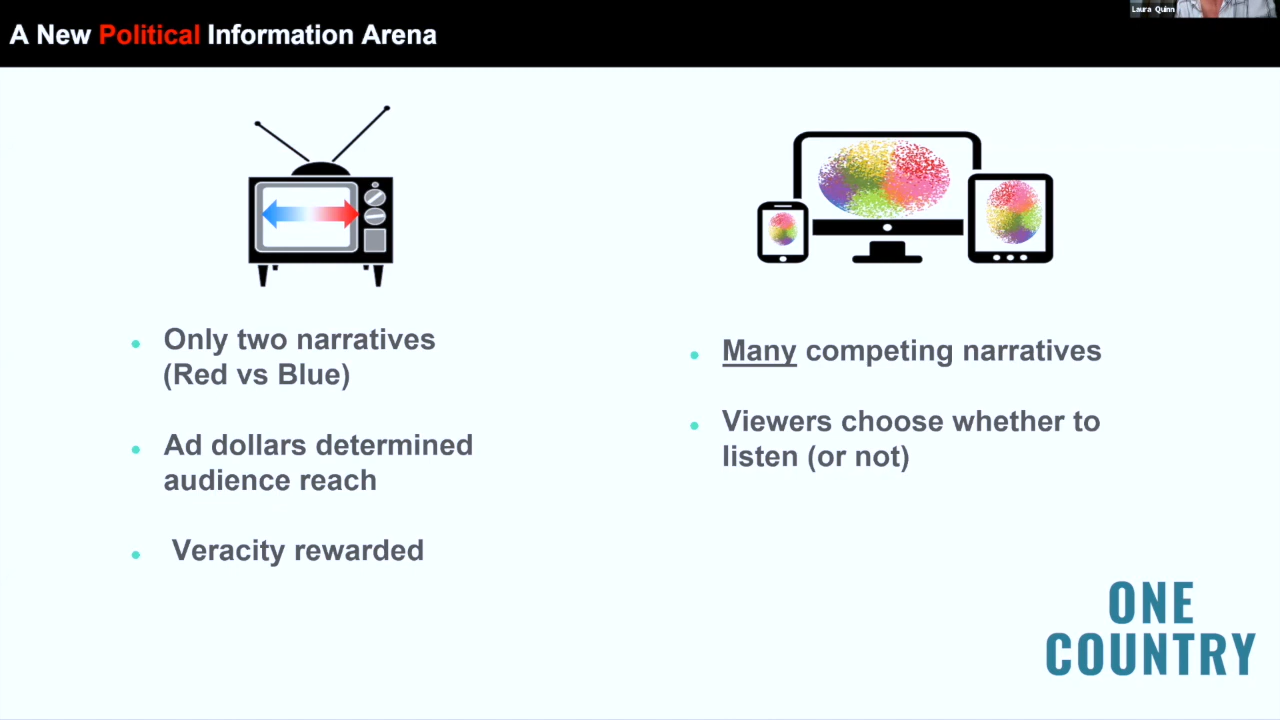 Laura Quinn
A New Political Information Arena
Only two narratives
(Red vs Blue)
Ad dollars determined
audience reach
Veracity rewarded
Many competing narratives
Viewers choose whether to
listen (or not)
ONE
COUNTRY